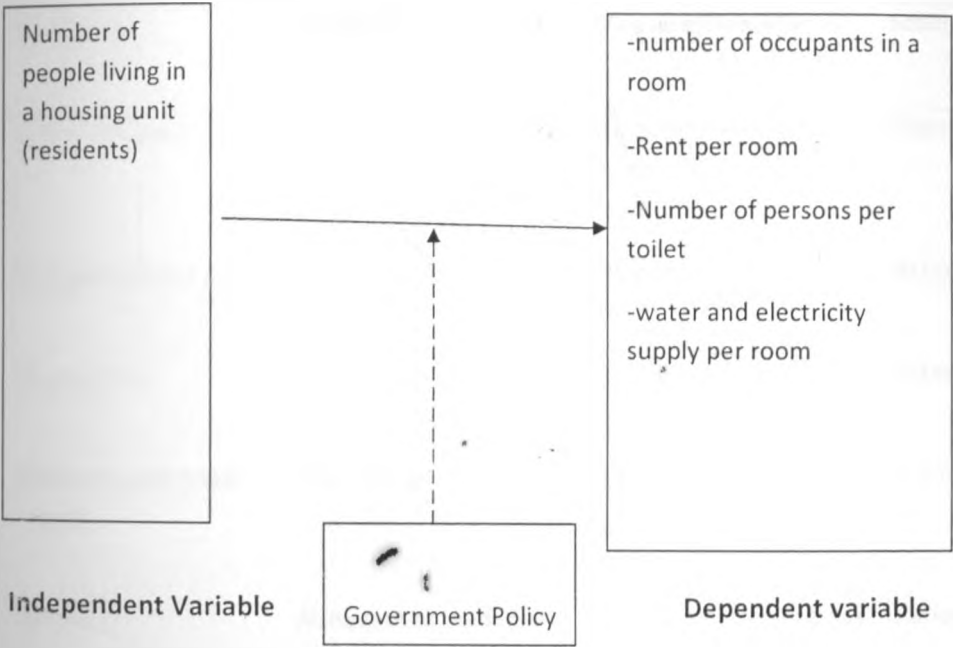 Number of
people living in
a housing unit
(residents)
-number of occupants in a
room
-Rent per room
-Number of persons per
toilet
-water and electricity
supply per room
Independent Variable
Government Policy
Dependent variable